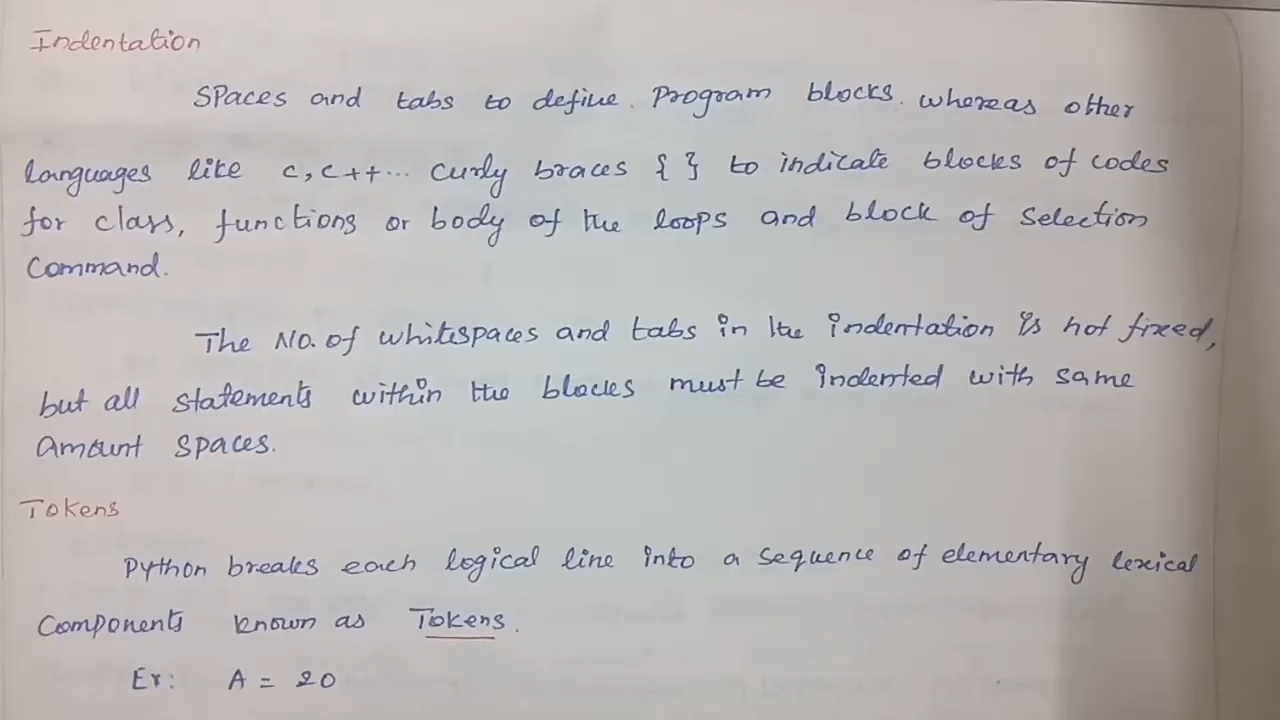 Indentation
Spaces and tabs to define Program blocks. whereas other
languages like c, c++... curly braces { } to indicate blocks of codes
for class, functions or body of the loops and block of selection
Command.
The NO. of whitespaces and tabs in the indentation is not fixed,
but all statements within the blocks must be indented with same
amount spaces.
Tokens
Python breaks each logical line into a sequence of elementary lexical
components known as Tokens.
Ex: A = 20